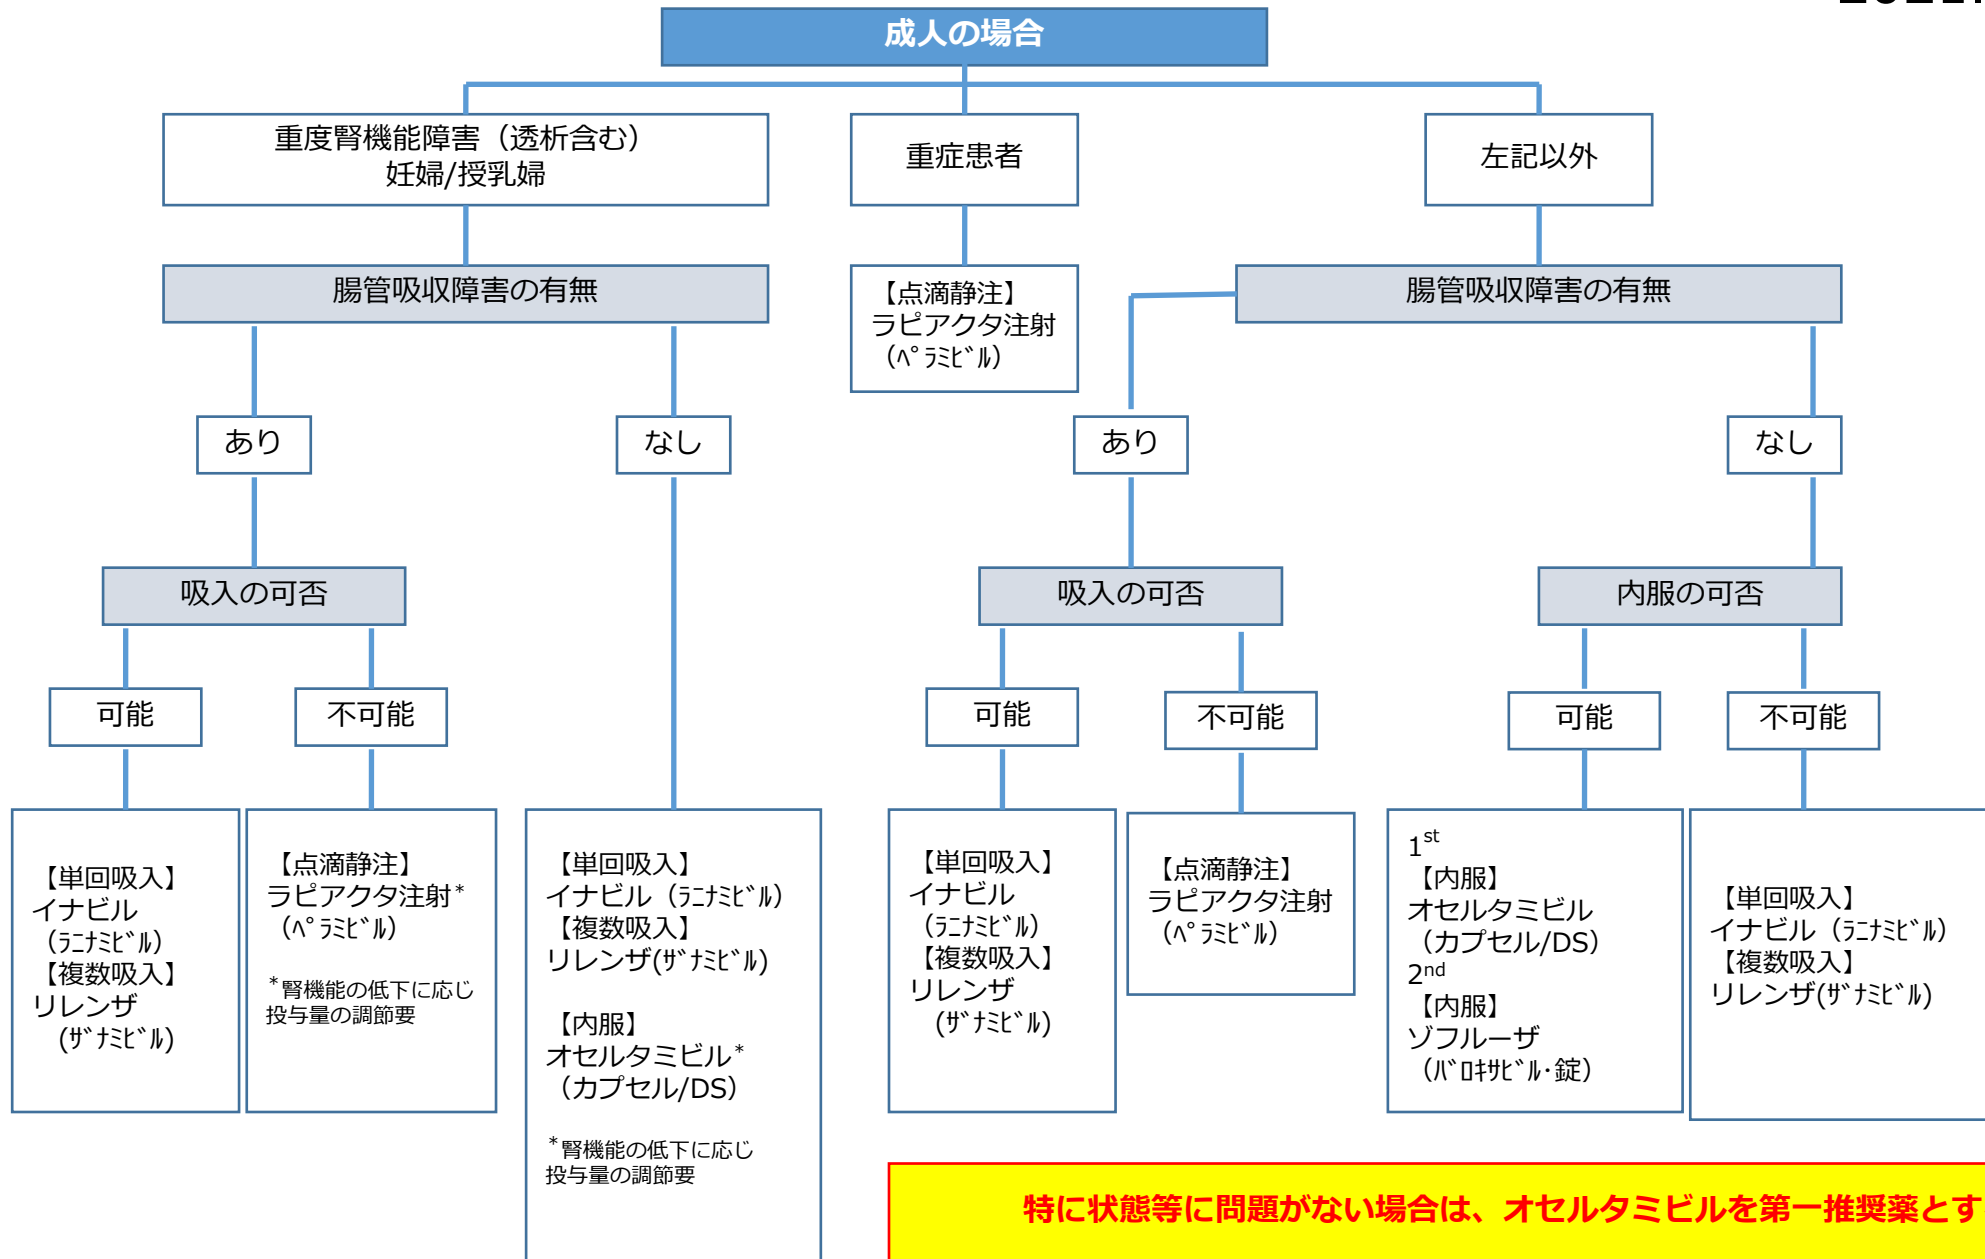 成人の場合
重度腎機能障害（透析含む）
妊婦/授乳婦
重症患者
左記以外
腸管吸収障害の有無
【点滴静注】
ラピアクタ注射
（ﾍﾟﾗﾐﾋﾞﾙ）
腸管吸収障害の有無
あり
なし
あり
なし
吸入の可否
吸入の可否
内服の可否
可能
不可能
可能
不可能
可能
不可能
【単回吸入】
イナビル
（ﾗﾆﾅﾐﾋﾞﾙ）
【複数吸入】
リレンザ
(ｻﾞﾅﾐﾋﾞﾙ)
【点滴静注】
ラピアクタ注射*
（ﾍﾟﾗﾐﾋﾞﾙ）
*腎機能の低下に応じ
投与量の調節要
【単回吸入】
イナビル（ﾗﾆﾅﾐﾋﾞﾙ）
【複数吸入】
リレンザ(ｻﾞﾅﾐﾋﾞﾙ)
【内服】
オセルタミビル*
（カプセル/DS）
*腎機能の低下に応じ
投与量の調節要
【単回吸入】
イナビル
（ﾗﾆﾅﾐﾋﾞﾙ）
【複数吸入】
リレンザ
(ｻﾞﾅﾐﾋﾞﾙ)
【点滴静注】
ラピアクタ注射
（ﾍﾟﾗﾐﾋﾞﾙ）
1st
【内服】
オセルタミビル
（カプセル/DS）
2nd
【内服】
ゾフルーザ
（ﾊﾞﾛｷｻﾋﾞﾙ･錠）
【単回吸入】
イナビル（ﾗﾆﾅﾐﾋﾞﾙ）
【複数吸入】
リレンザ(ｻﾞﾅﾐﾋﾞﾙ)
特に状態等に問題がない場合は、オセルタミビルを第一推奨薬とす